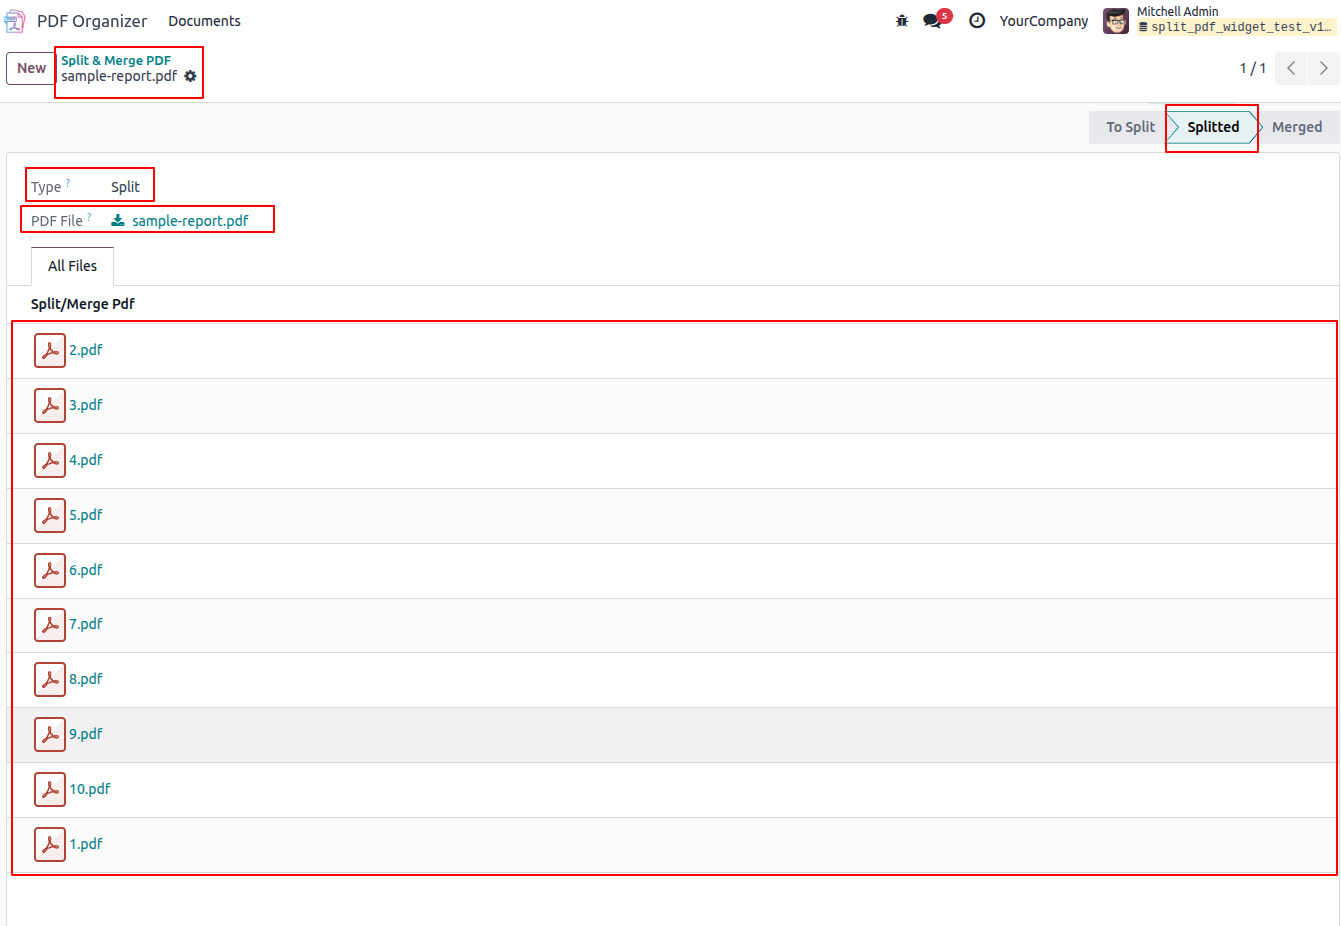 PDF Organizer Documents 5 YourCompany Mitchell Admin
split_pdf_widget_test_v1...
New Split & Merge PDF
sample-report.pdf 1 / 1
To Split Splitted Merged
Type ? Split
PDF File ? sample-report.pdf
All Files
Split/Merge Pdf
2.pdf
3.pdf
4.pdf
5.pdf
6.pdf
7.pdf
8.pdf
9.pdf
10.pdf
1.pdf